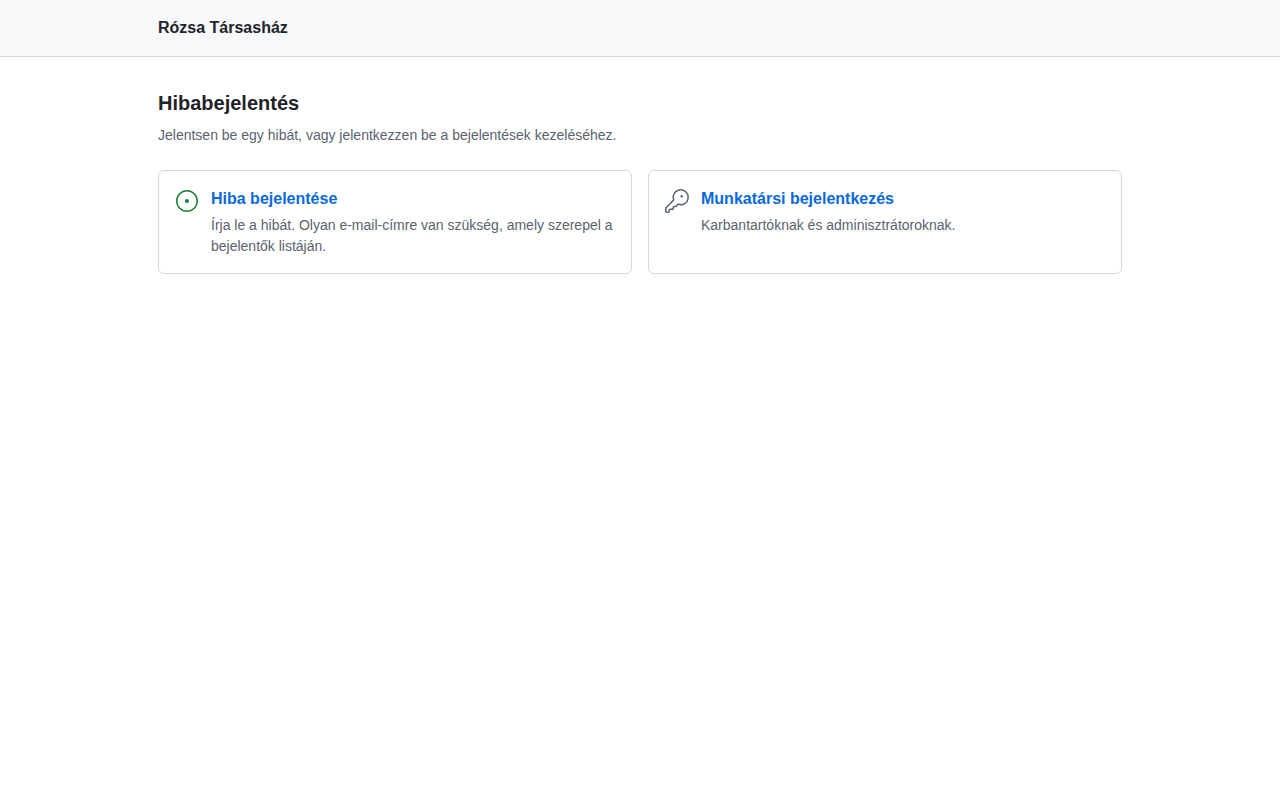 Rózsa Társasház
Hibabejelentés
Jelentsen be egy hibát, vagy jelentkezzen be a bejelentések kezeléséhez.
Hiba bejelentése
Írja le a hibát. Olyan e-mail-címre van szükség, amely szerepel a
bejelentők listáján.
Munkatársi bejelentkezés
Karbantartóknak és adminisztrátoroknak.